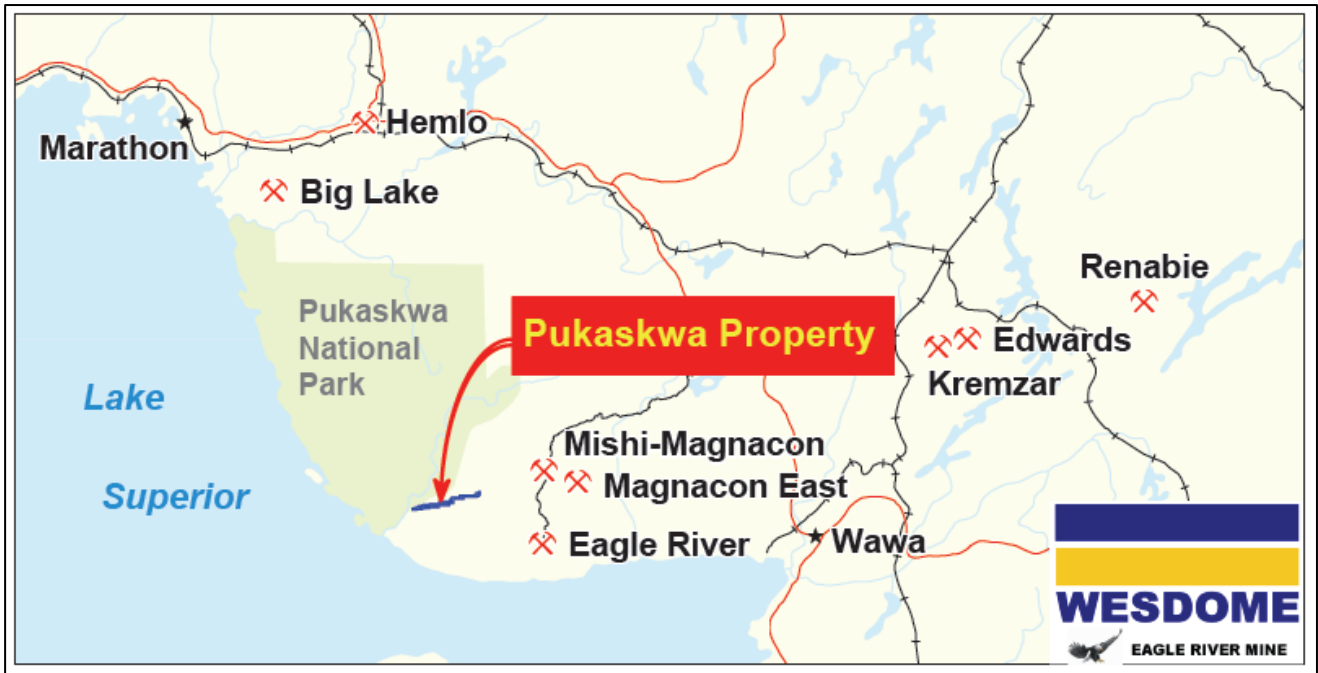 Hemlo
Marathon
Big Lake
Renabie
Pukaskwa
National
Park
Pukaskwa Property
Edwards
Kremzar
Lake
Superior
Mishi-Magnacon
Magnacon East
Eagle River
Wawa
WESDOME
EAGLE RIVER MINE